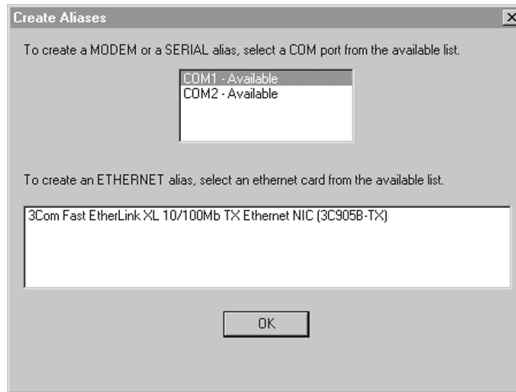 Create Aliases
To create a MODEM or a SERIAL alias, select a COM port from the available list.
COM1 - Available
COM2 - Available
To create an ETHERNET alias, select an ethernet card from the available list.
3Com Fast EtherLink XL 10/100Mb TX Ethernet NIC (3C905B-TX)
OK